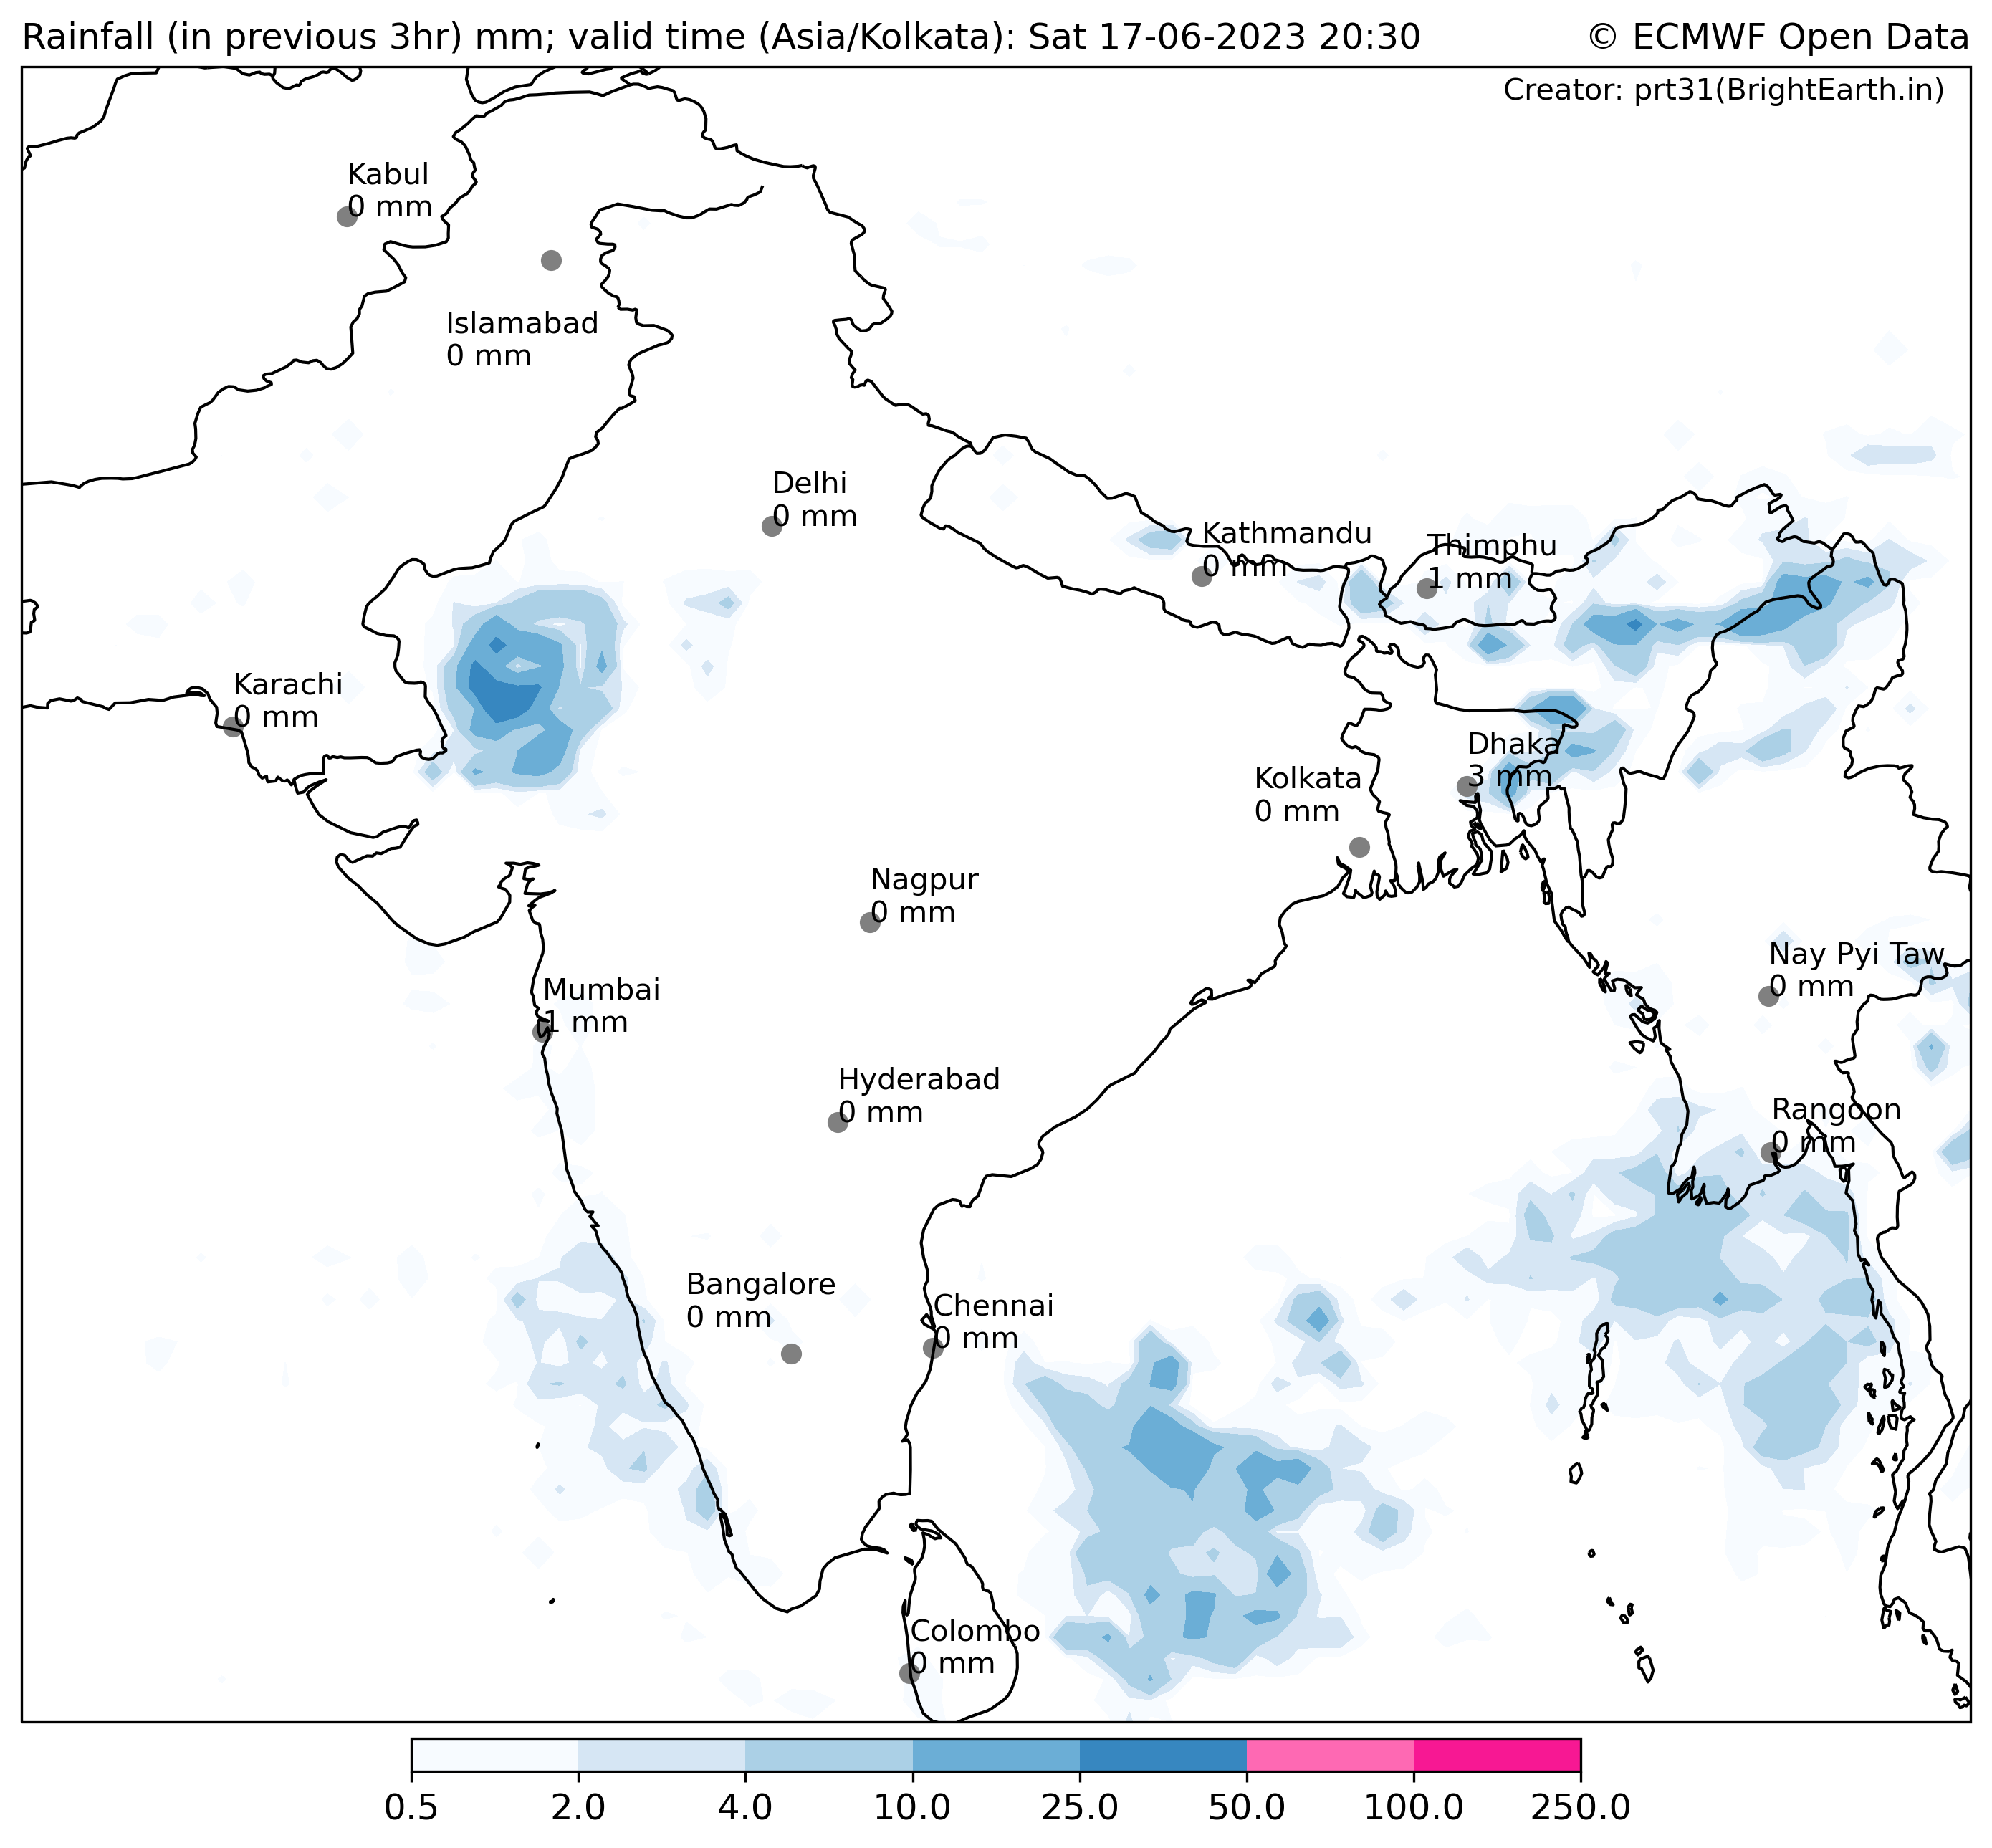 Rainfall (in previous 3hr) mm; valid time (Asia/Kolkata): Sat 17-06-2023 20:30
© ECMWF Open Data
Creator: prt31(BrightEarth.in)
Kabul
0 mm
Islamabad
0 mm
Delhi
0 mm
Kathmandu
0 mm
Thimphu
1 mm
Karachi
0 mm
Dhaka
3 mm
Kolkata
0 mm
Nagpur
0 mm
Nay Pyi Taw
0 mm
Mumbai
1 mm
Hyderabad
0 mm
Rangoon
0 mm
Bangalore
0 mm
Chennai
0 mm
Colombo
0 mm
0.5 2.0 4.0 10.0 25.0 50.0 100.0 250.0